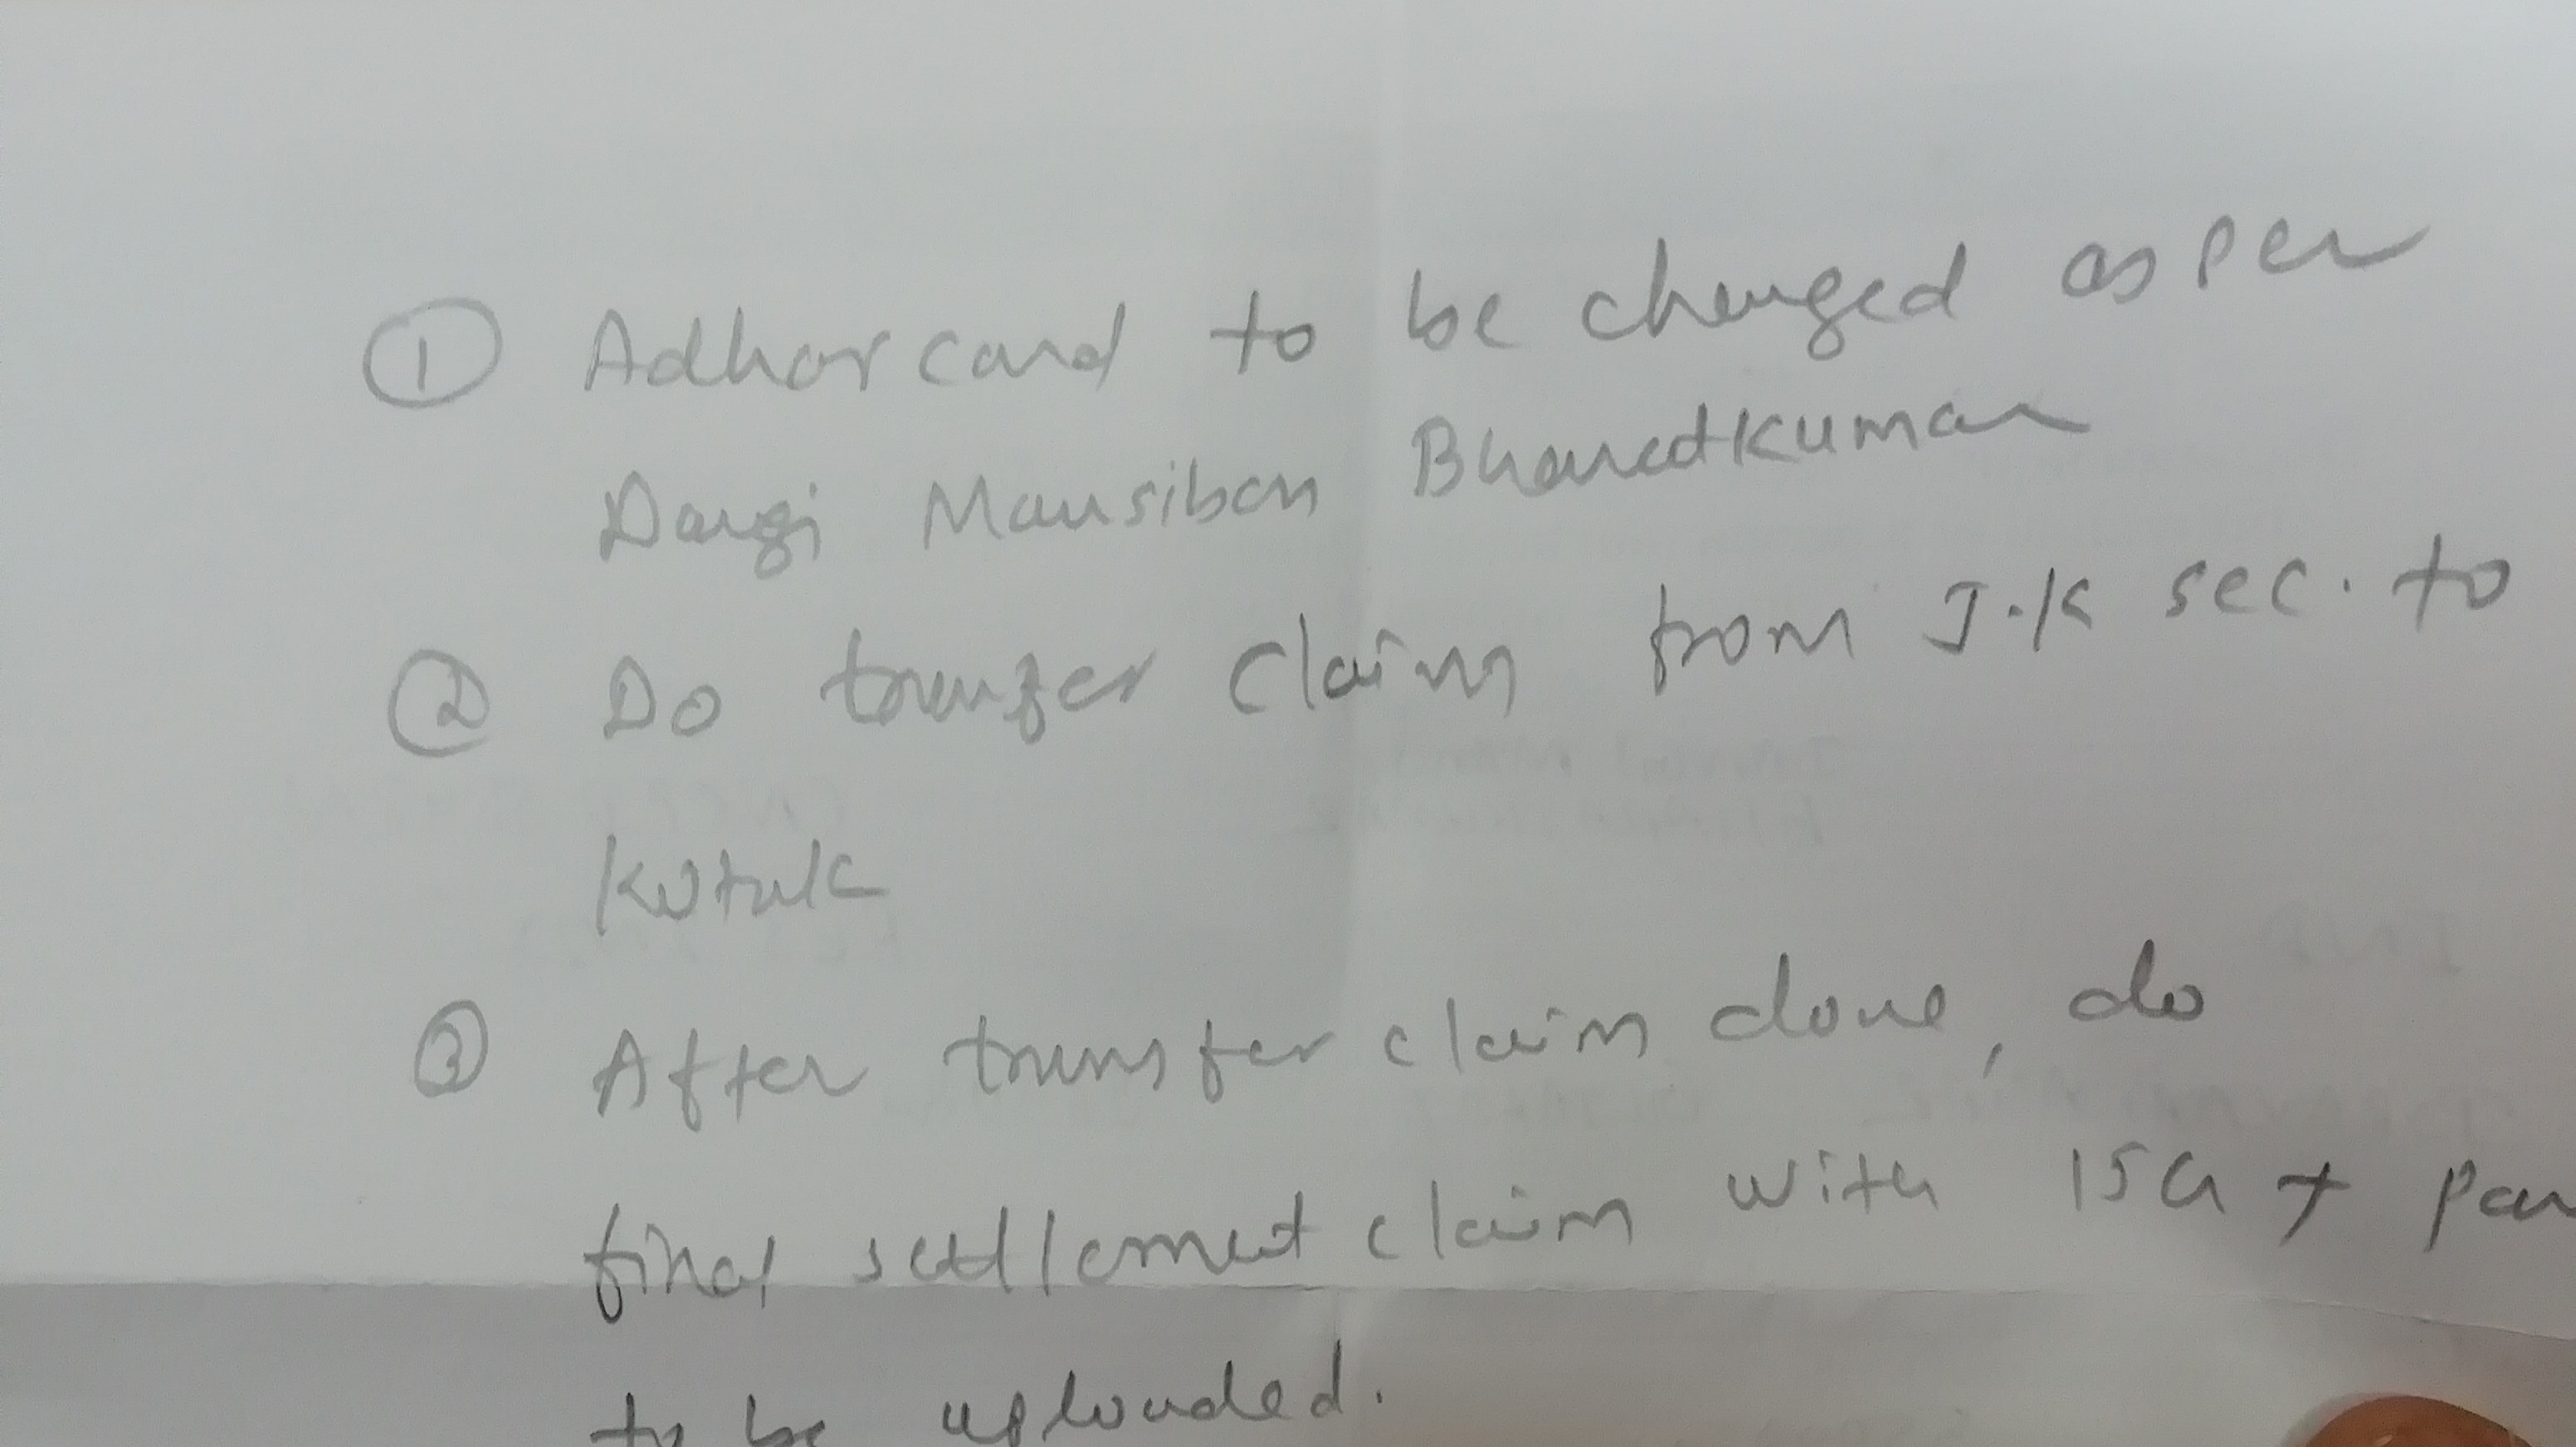 ① Adhar card to be changed as per
Dangi Mansiben Bharatkumar
② Do transfer claim from J.K sec. to
Kotak
③ After transfer claim done, do
final settlement claim with 15G + pan
to be uploaded.